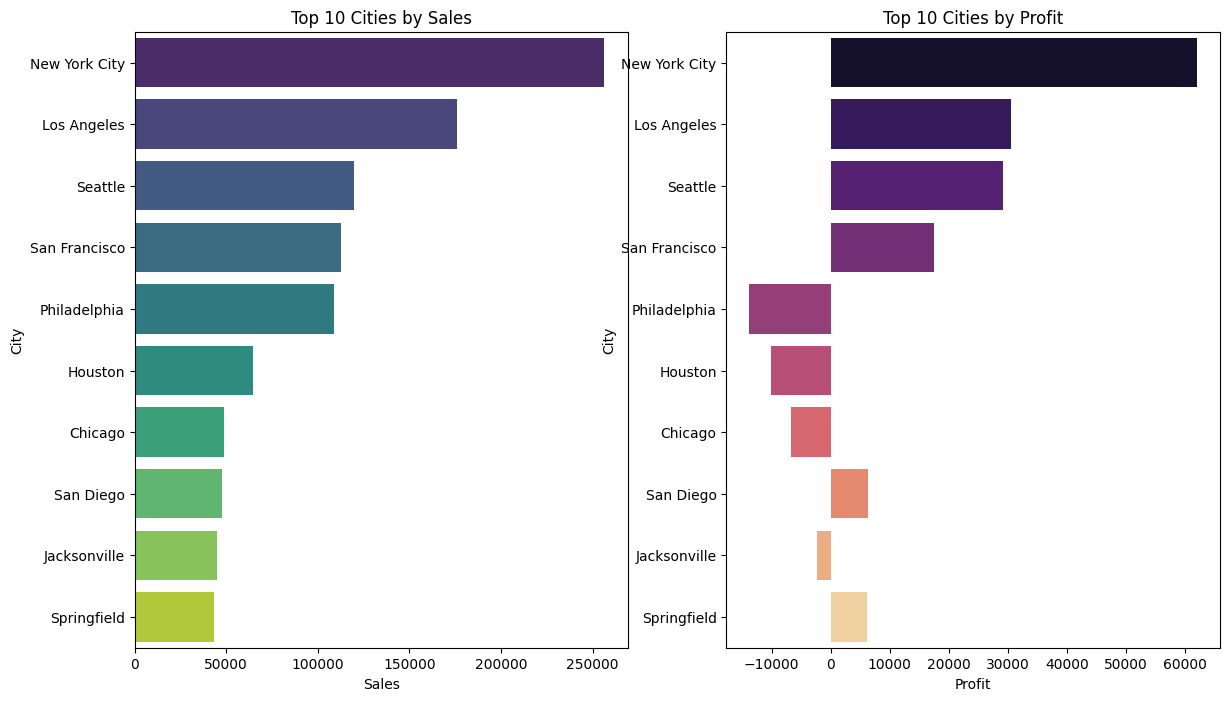 Top 10 Cities by Sales
New York City
Los Angeles
Seattle
San Francisco
Philadelphia
Houston
Chicago
San Diego
Jacksonville
Springfield
City
0 50000 100000 150000 200000 250000
Sales
Top 10 Cities by Profit
New York City
Los Angeles
Seattle
San Francisco
Philadelphia
Houston
Chicago
San Diego
Jacksonville
Springfield
City
−10000 0 10000 20000 30000 40000 50000 60000
Profit